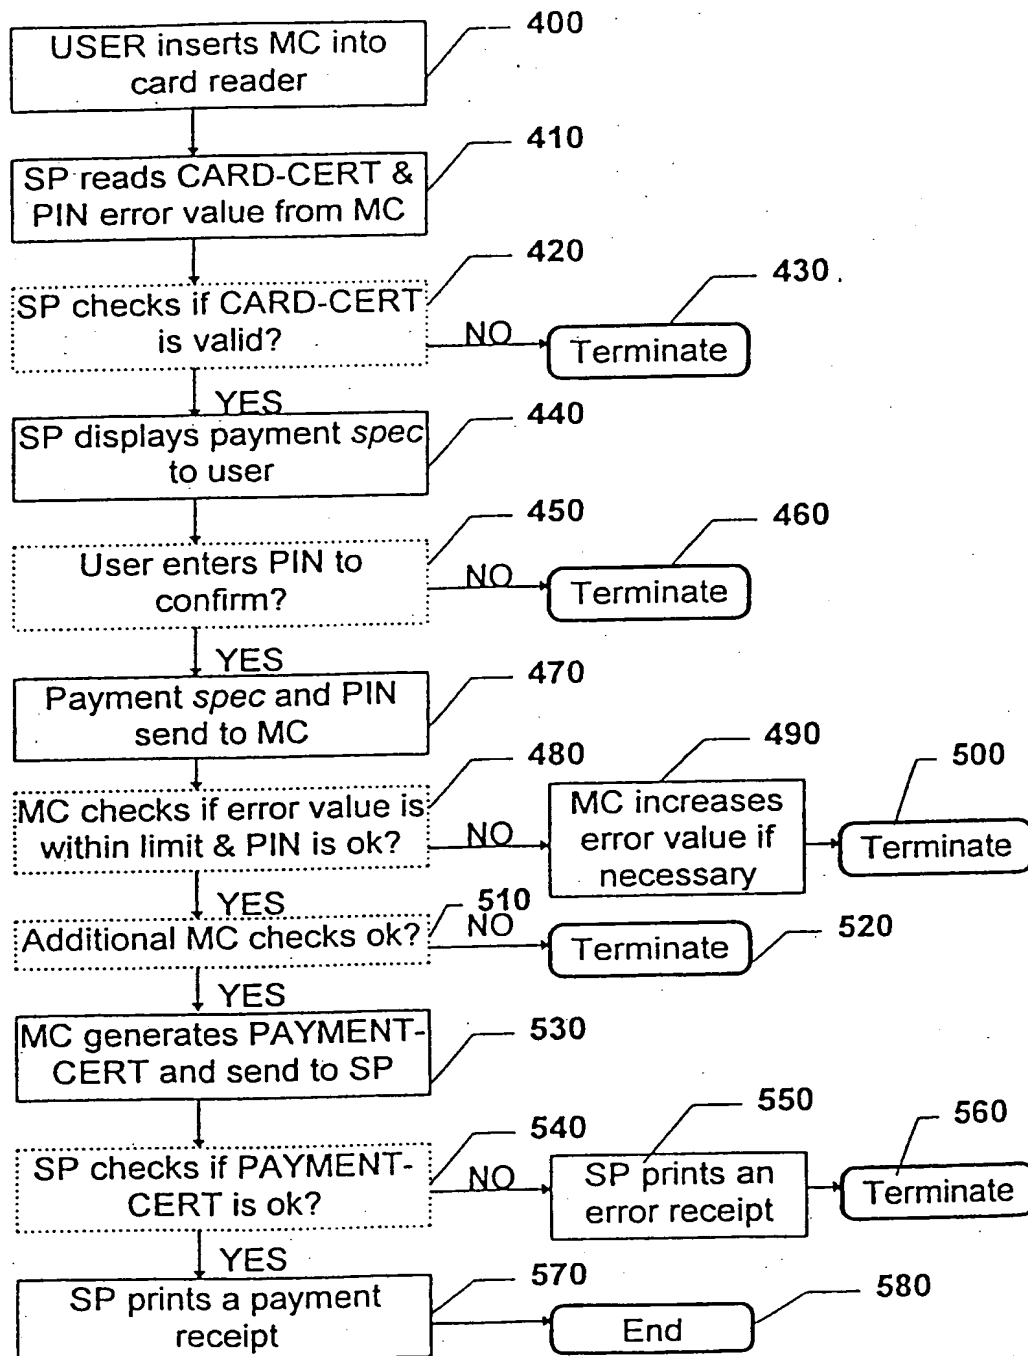 400
USER inserts MC into
card reader
410
SP reads CARD-CERT &
PIN error value from MC
420
430
SP checks if CARD-CERT
is valid?
NO
Terminate
YES
440
SP displays payment spec
to user
450
460
User enters PIN to
confirm?
NO
Terminate
YES
470
Payment spec and PIN
send to MC
480
490
500
MC checks if error value is
within limit & PIN is ok?
NO
MC increases
error value if
necessary
Terminate
YES
510
Additional MC checks ok?
NO
Terminate
520
YES
MC generates PAYMENT-
CERT and send to SP
530
540
550
560
SP checks if PAYMENT-
CERT is ok?
NO
SP prints an
error receipt
Terminate
YES
570
580
SP prints a payment
receipt
End